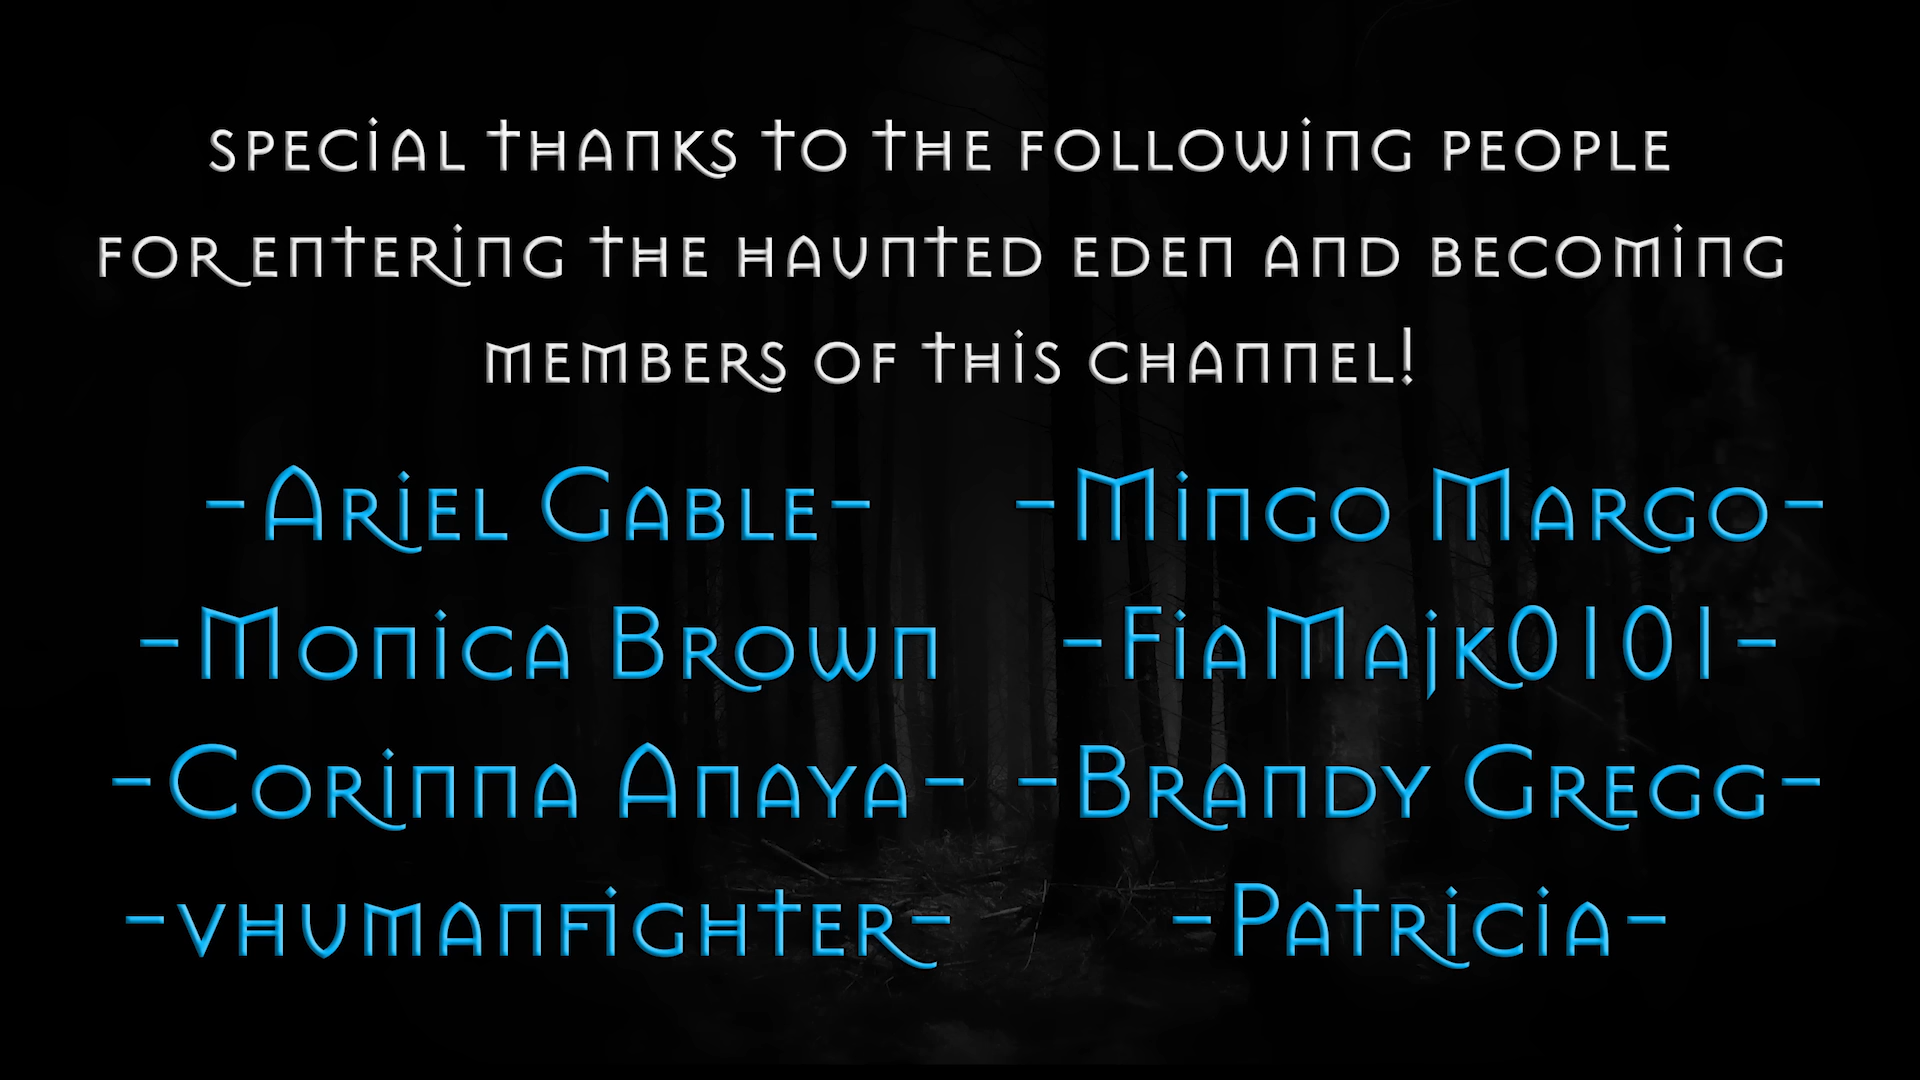 special thanks to the following people
for entering the haunted eden and becoming
members of this channel!
-Ariel Gable- -Mingo Margo-
-Monica Brown -FiaMajk0101-
-Corinna Anaya- -Brandy Gregg-
-vhumanfighter- -Patricia-